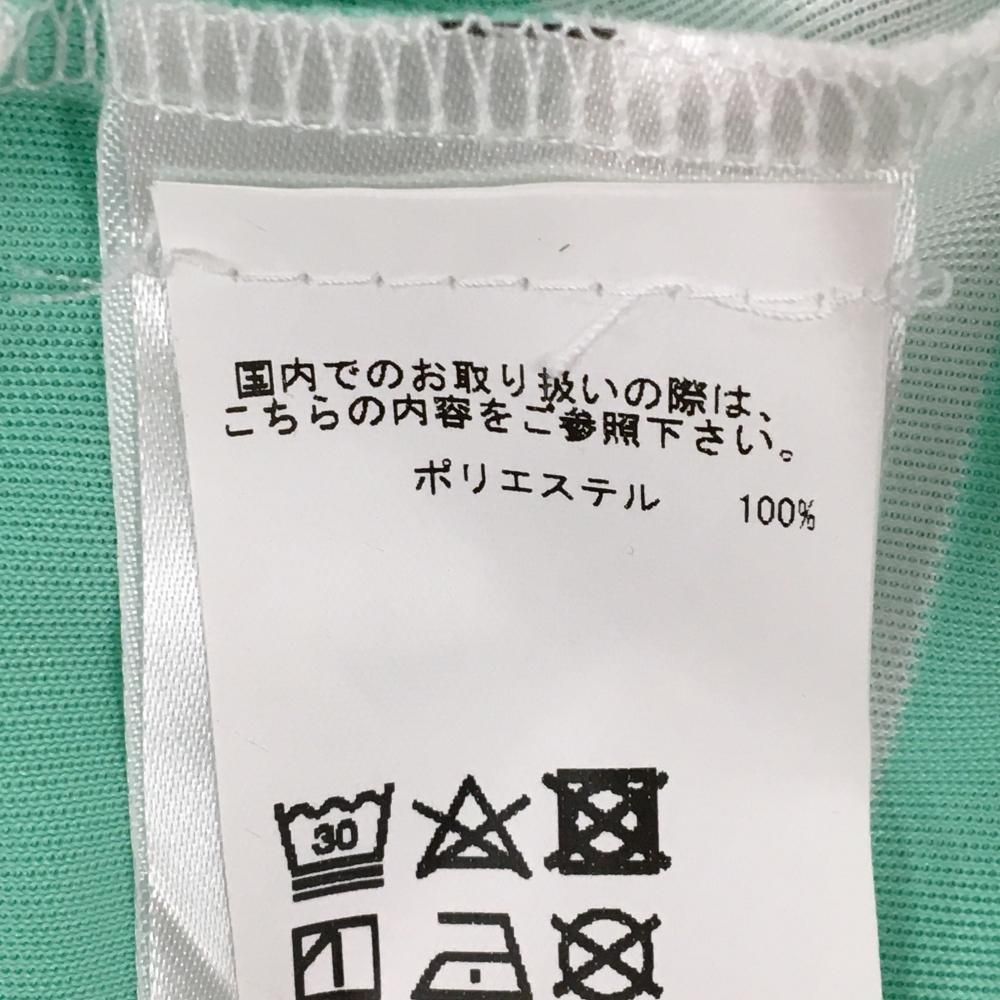 国内でのお取り扱いの際は、
こちらの内容をご参照下さい。
ポリエステル 100%
30